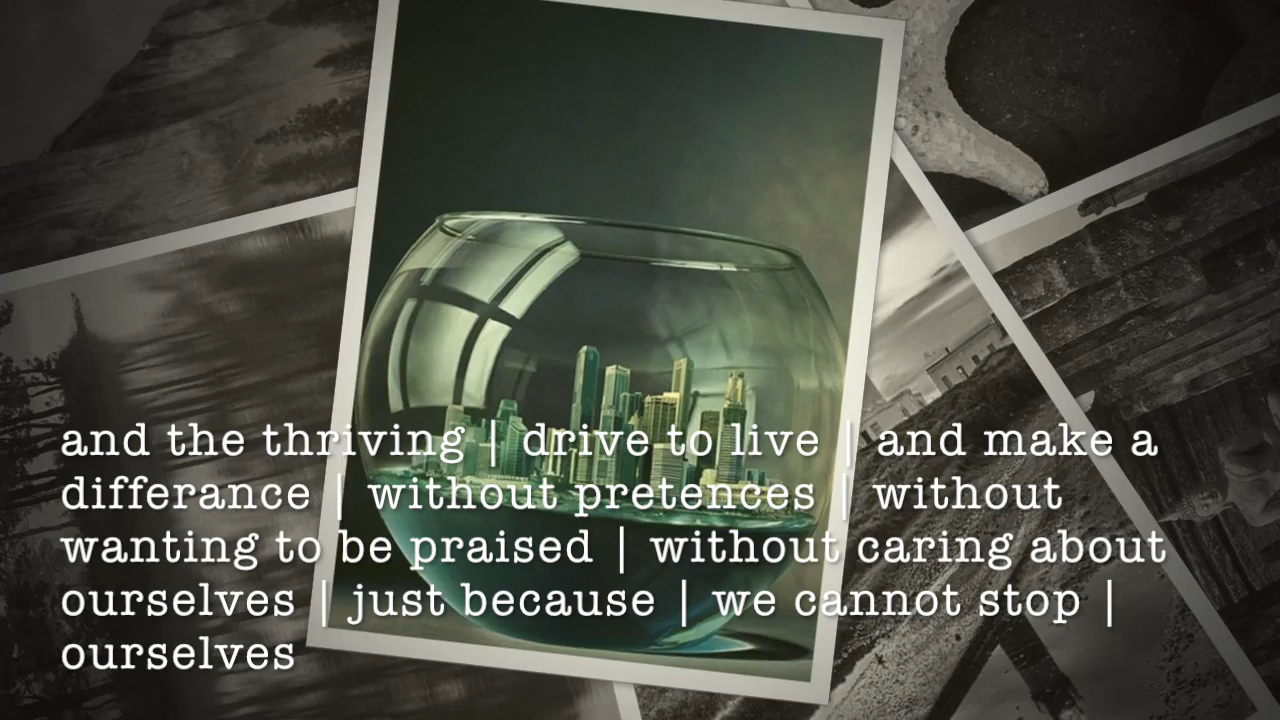 and the thriving | drive to live | and make a
differance | without pretences | without
wanting to be praised | without caring about
ourselves | just because | we cannot stop |
ourselves